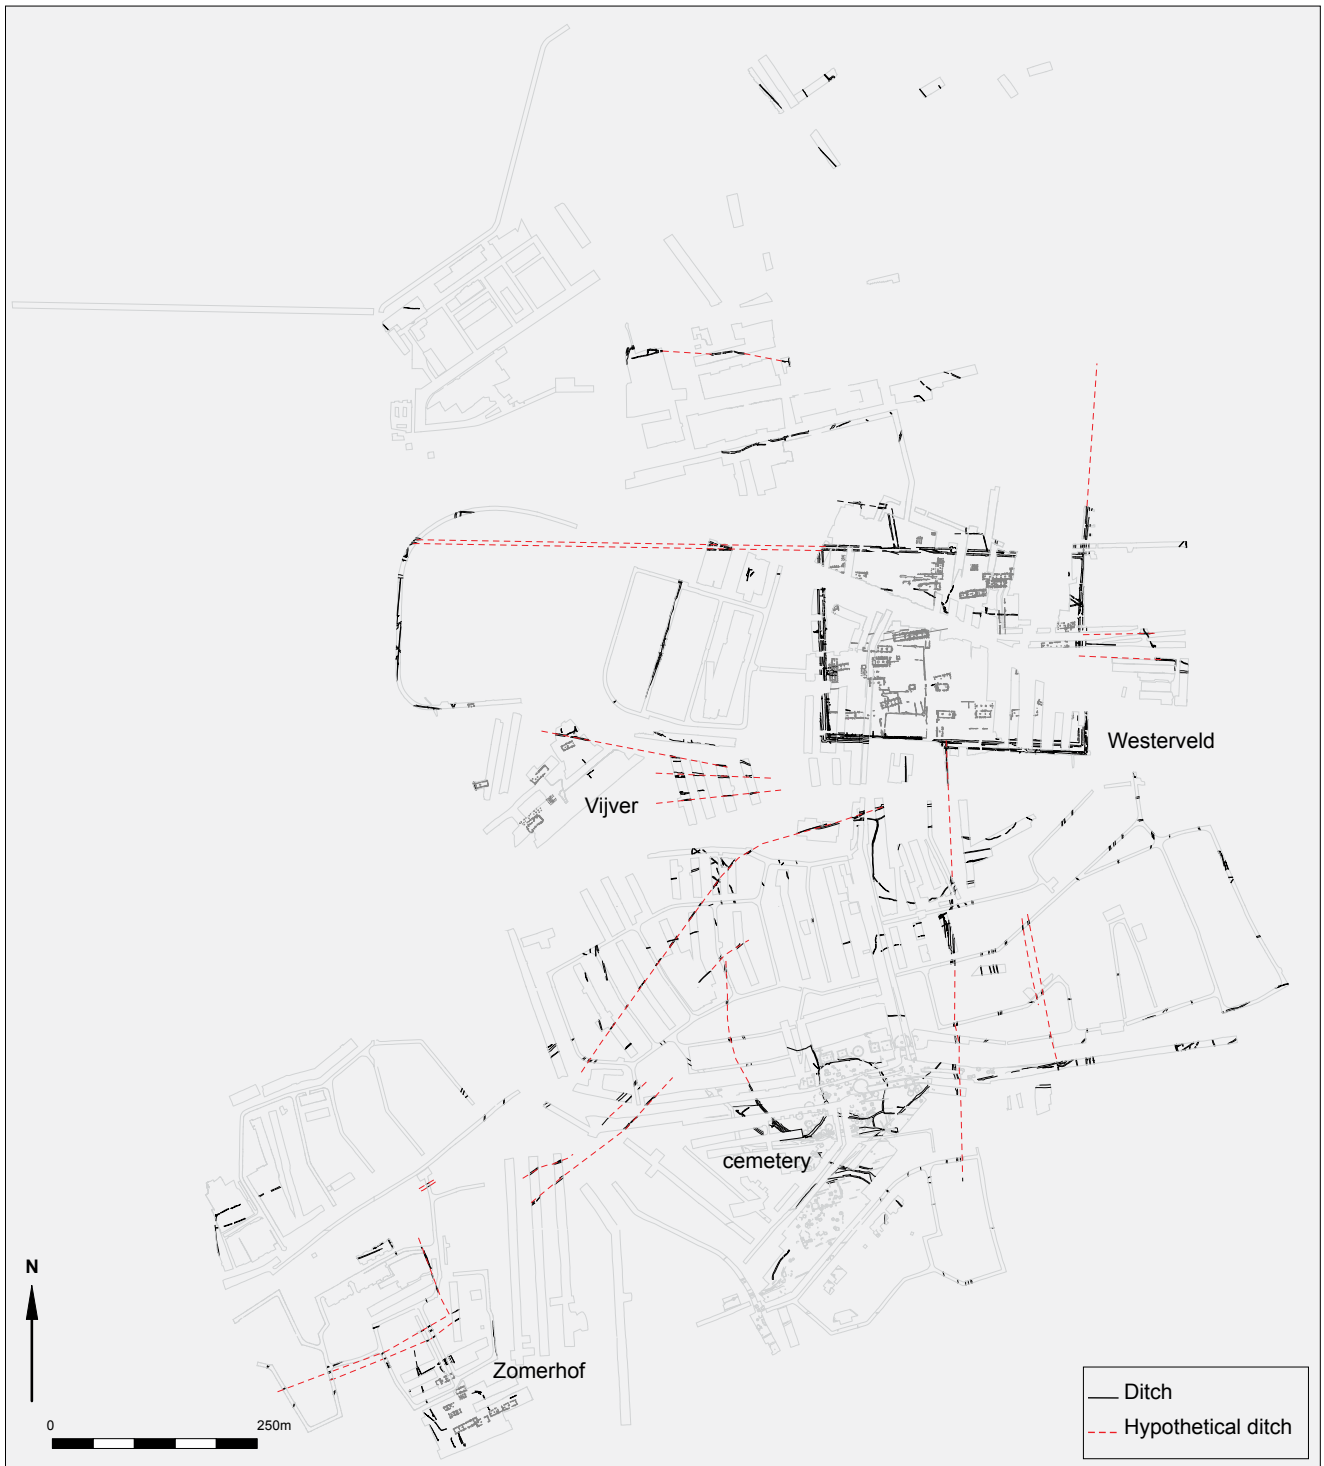 Westerveld
Vijver
cemetery
Zomerhof
N
0 250m
Ditch
Hypothetical ditch